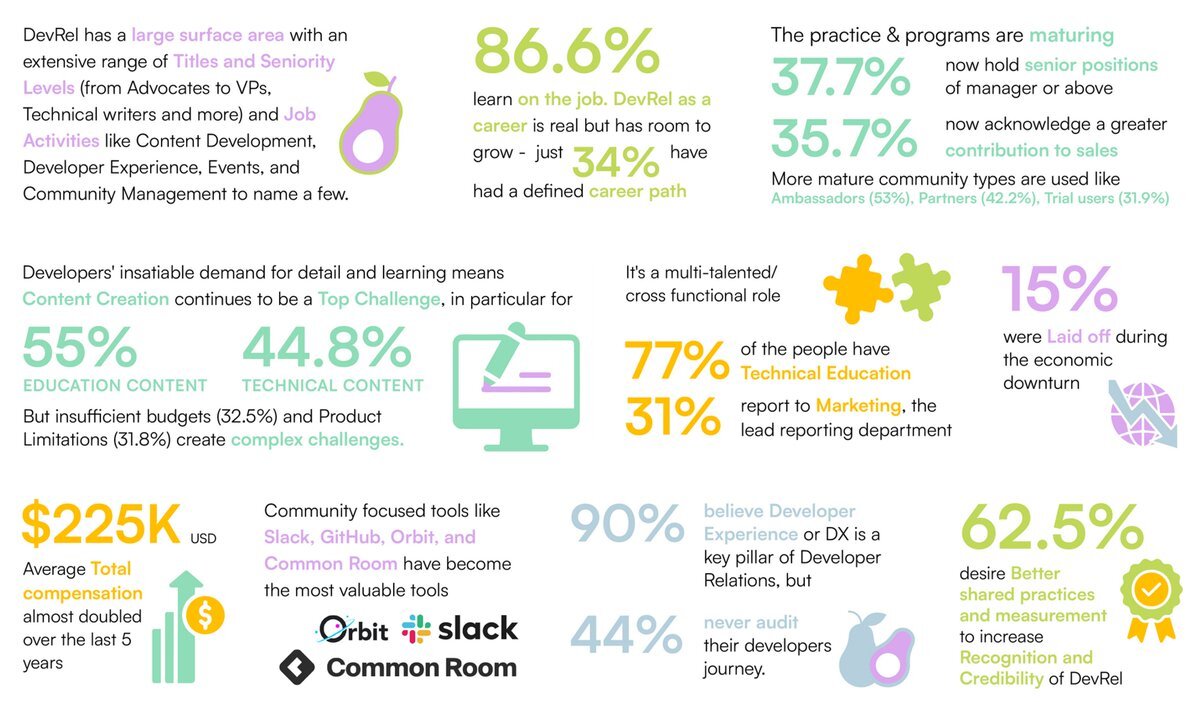 DevRel has a large surface area with an
extensive range of Titles and Seniority
Levels (from Advocates to VPs,
Technical writers and more) and Job
Activities like Content Development,
Developer Experience, Events, and
Community Management to name a few.
86.6%
learn on the job. DevRel as a
career is real but has room to
grow - just 34% have
had a defined career path
The practice & programs are maturing
37.7% now hold senior positions
of manager or above
35.7% now acknowledge a greater
contribution to sales
More mature community types are used like
Ambassadors (53%), Partners (42.2%), Trial users (31.9%)
Developers' insatiable demand for detail and learning means
Content Creation continues to be a Top Challenge, in particular for
55%
EDUCATION CONTENT
44.8%
TECHNICAL CONTENT
But insufficient budgets (32.5%) and Product
Limitations (31.8%) create complex challenges.
It's a multi-talented/
cross functional role
77% of the people have
Technical Education
31% report to Marketing, the
lead reporting department
15%
were Laid off during
the economic
downturn
$225K USD
Average Total
compensation
almost doubled
over the last 5
years
$
Community focused tools like
Slack, GitHub, Orbit, and
Common Room have become
the most valuable tools
Orbit
slack
Common Room
90% believe Developer
Experience or DX is a
key pillar of Developer
Relations, but
44% never audit
their developers
journey.
62.5%
desire Better
shared practices
and measurement
to increase
Recognition and
Credibility of DevRel